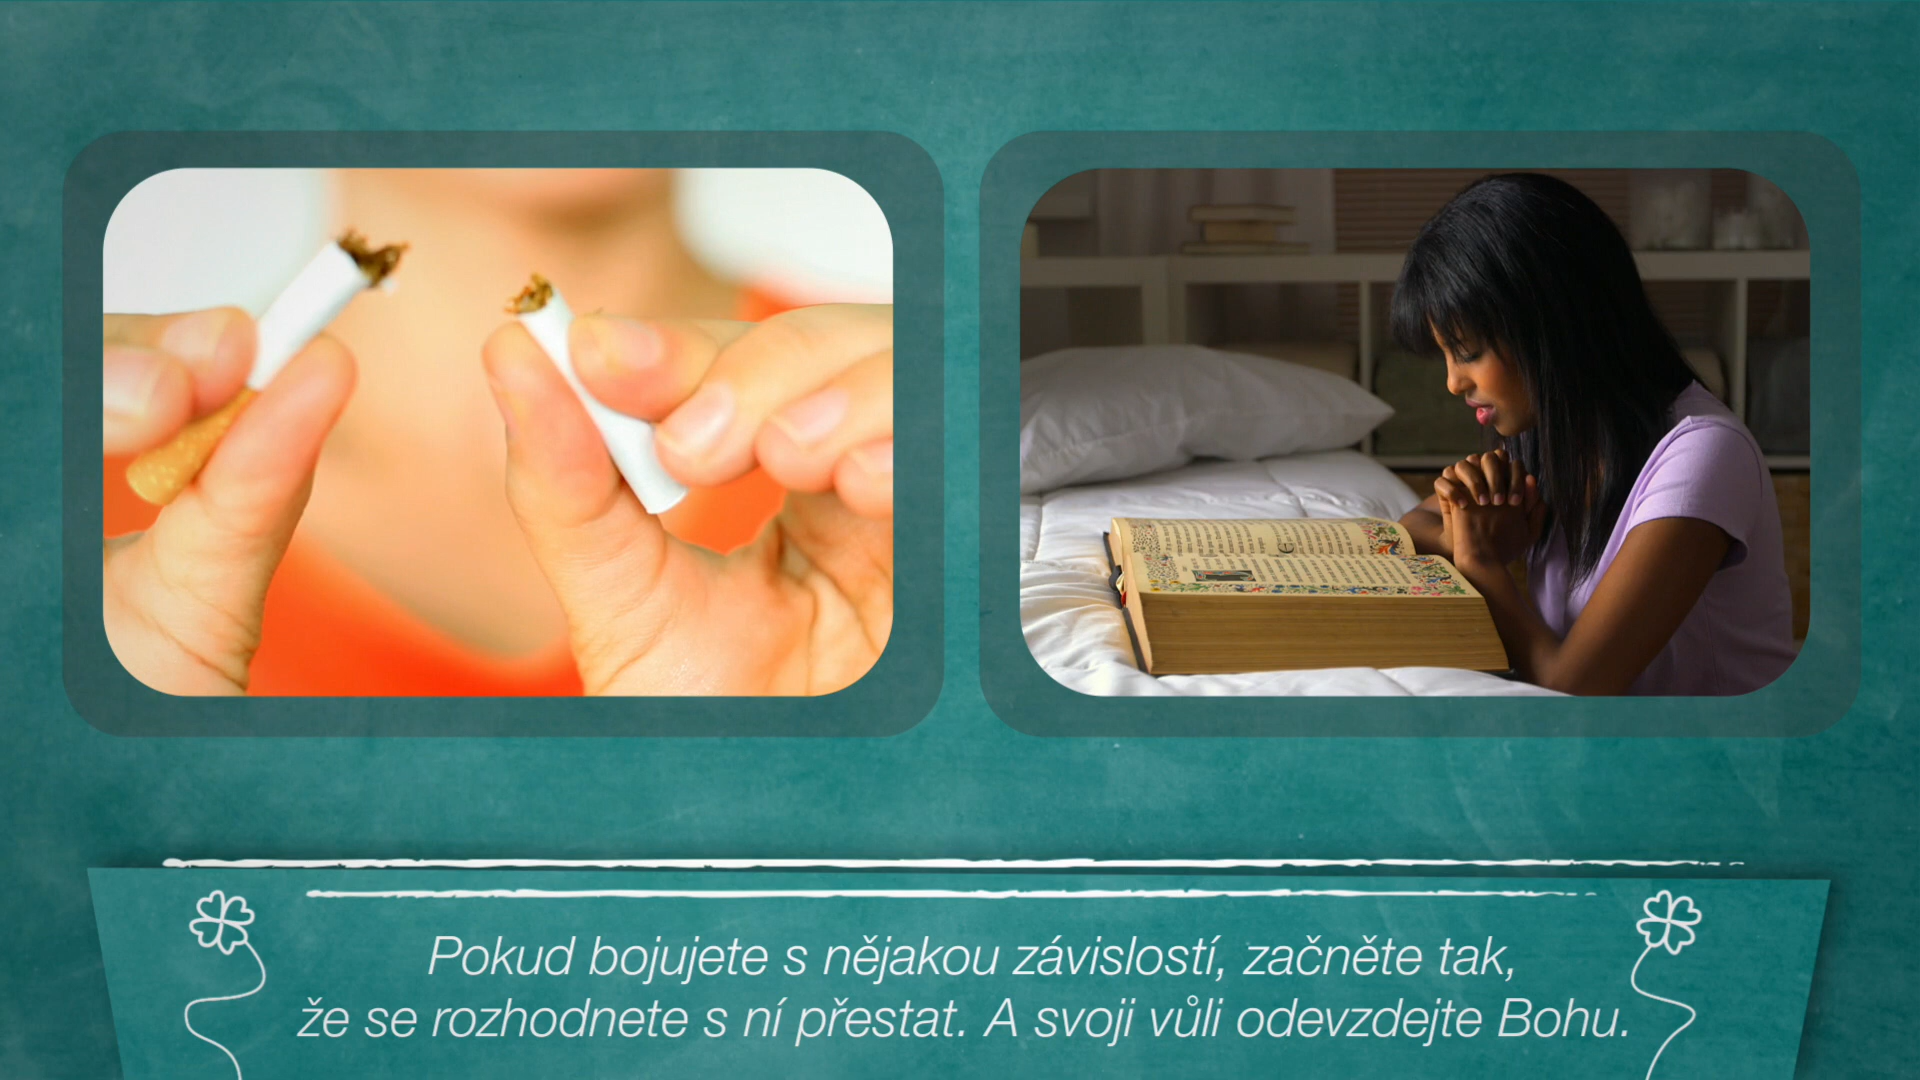 Pokud bojujete s nějakou závislostí, začněte tak,
že se rozhodnete s ní přestat. A svoji vůli odevzdejte Bohu.